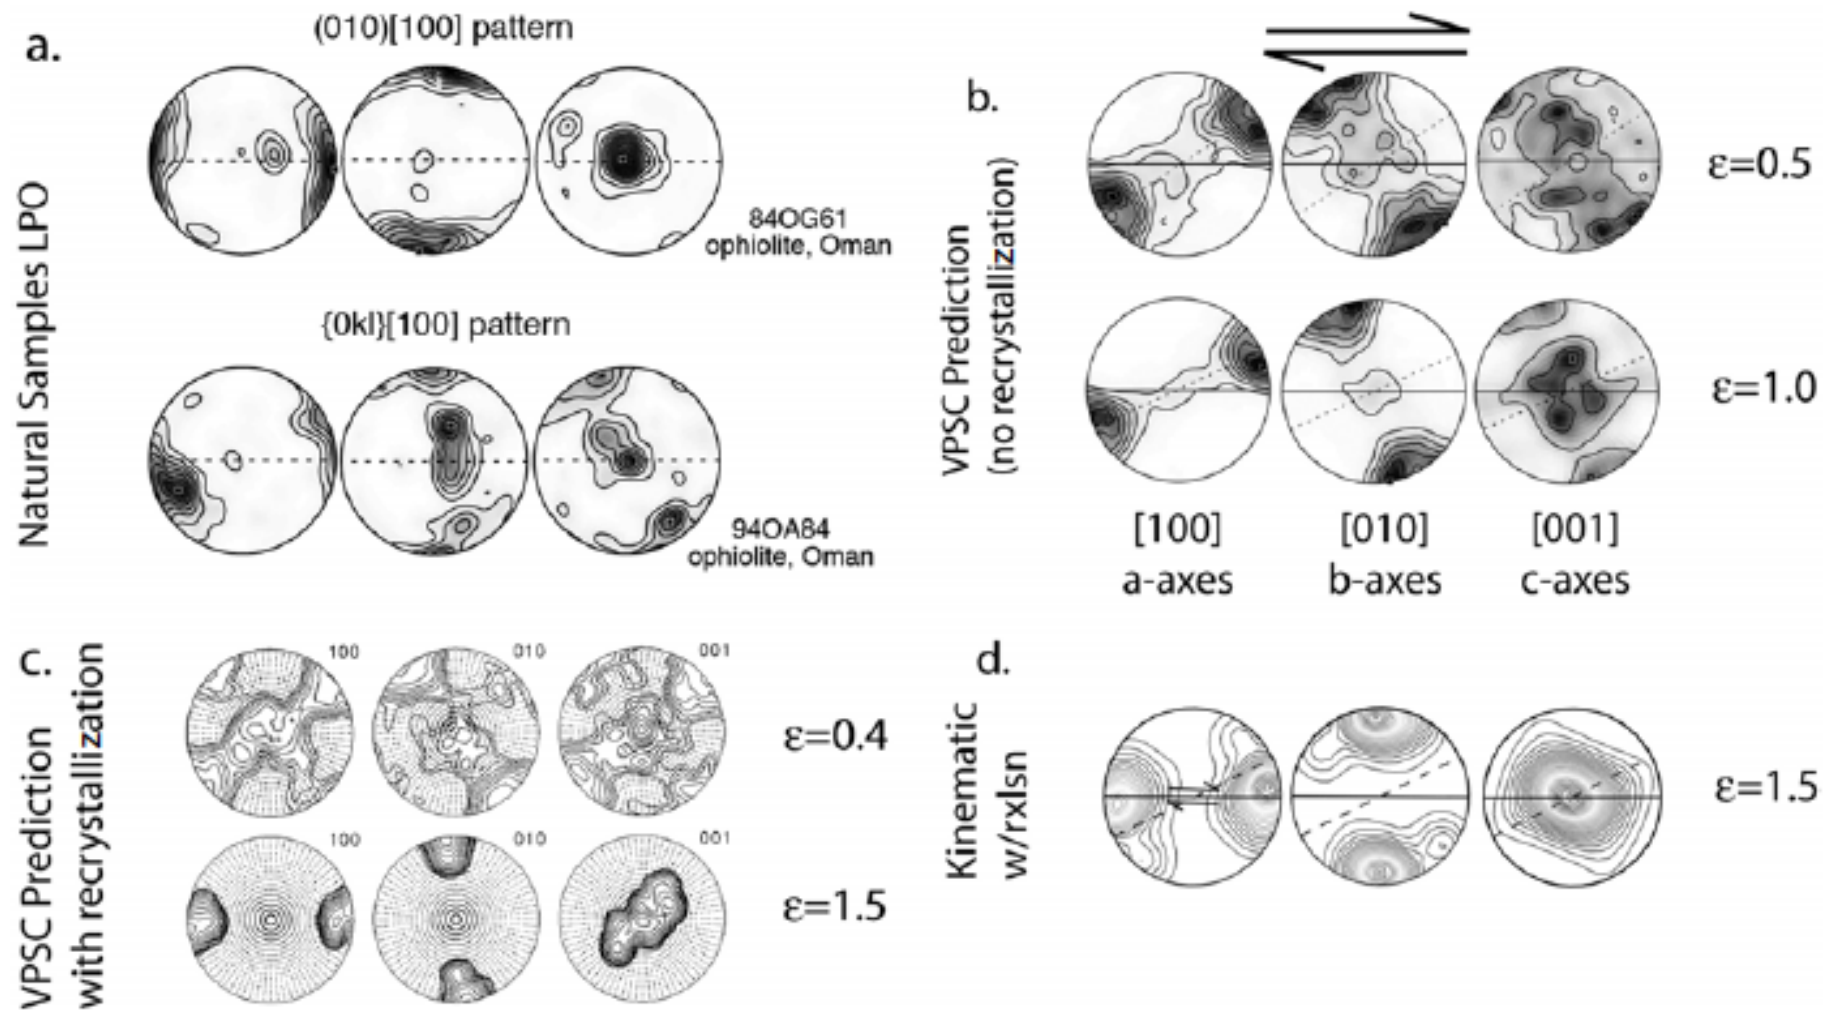 a.
(010)[100] pattern
84OG61
ophiolite, Oman
{0kl}[100] pattern
94OA84
ophiolite, Oman
Natural Samples LPO
b.
ε=0.5
ε=1.0
VPSC Prediction
(no recrystallization)
[100] [010] [001]
a-axes b-axes c-axes
c.
100 010 001
ε=0.4
100 010 001
ε=1.5
VPSC Prediction
with recrystallization
d.
Kinematic
w/rxlsn
ε=1.5